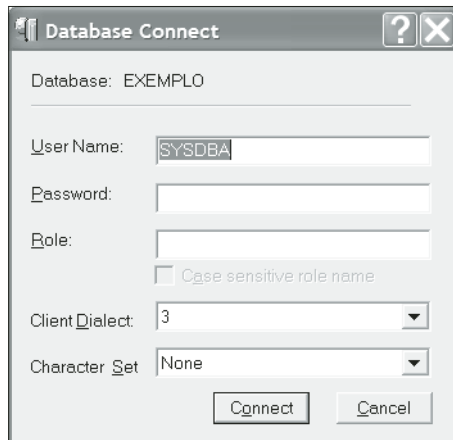 Database Connect
Database: EXEMPLO
User Name: SYSDBA
Password:
Role:
Case sensitive role name
Client Dialect: 3
Character Set None
Connect Cancel